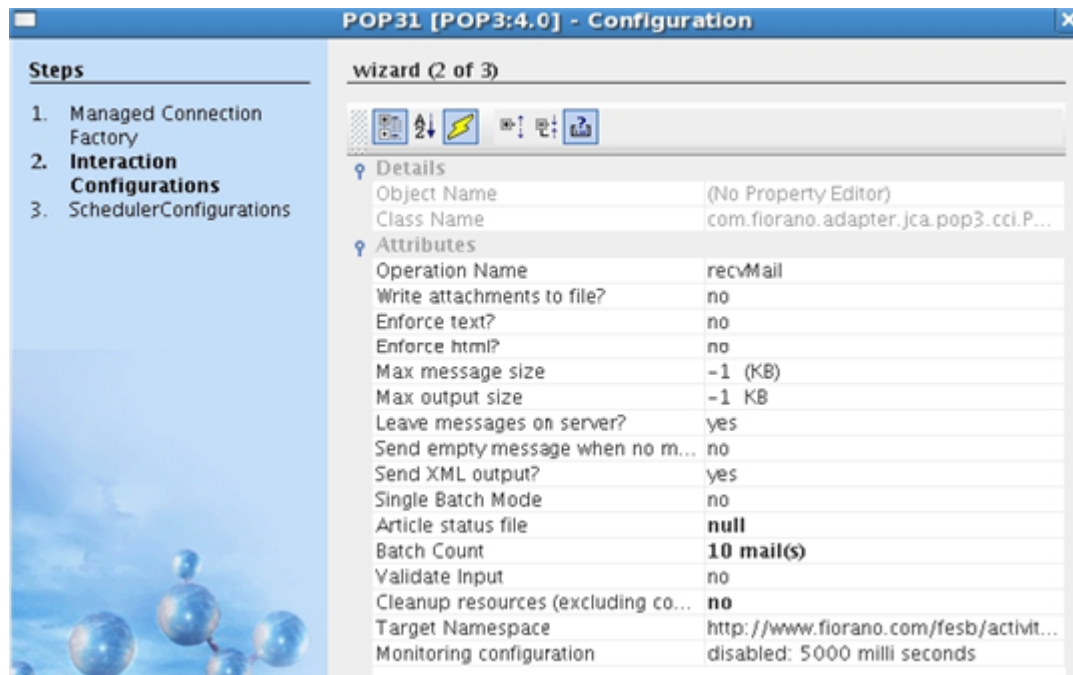 POP31 [POP3:4.0] - Configuration
Steps
1. Managed Connection
Factory
2. Interaction
Configurations
3. SchedulerConfigurations
wizard (2 of 3)
Details
Object Name (No Property Editor)
Class Name com.fiorano.adapter.jca.pop3.cci.P...
Attributes
Operation Name recvMail
Write attachments to file? no
Enforce text? no
Enforce html? no
Max message size -1 (KB)
Max output size -1 KB
Leave messages on server? yes
Send empty message when no m... no
Send XML output? yes
Single Batch Mode no
Article status file null
Batch Count 10 mail(s)
Validate Input no
Cleanup resources (excluding co... no
Target Namespace http://www.fiorano.com/fesb/activit...
Monitoring configuration disabled: 5000 milli seconds